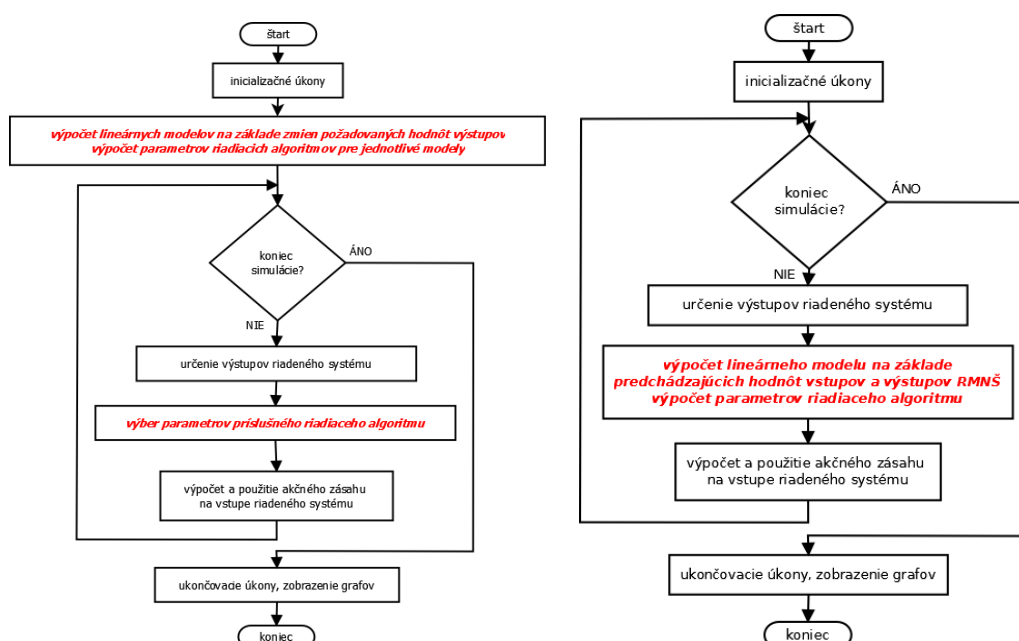 štart
inicializačné úkony
výpočet lineárnych modelov na základe zmien požadovaných hodnôt výstupov
výpočet parametrov riadiacich algoritmov pre jednotlivé modely
koniec
simulácie?
ÁNO
NIE
určenie výstupov riadeného systému
výber parametrov príslušného riadiaceho algoritmu
výpočet a použitie akčného zásahu
na vstupe riadeného systému
ukončovacie úkony, zobrazenie grafov
koniec
štart
inicializačné úkony
koniec
simulácie?
ÁNO
NIE
určenie výstupov riadeného systému
výpočet lineárneho modelu na základe
predchádzajúcich hodnôt vstupov a výstupov RMNŠ
výpočet parametrov riadiaceho algoritmu
výpočet a použitie akčného zásahu
na vstupe riadeného systému
ukončovacie úkony, zobrazenie grafov
koniec